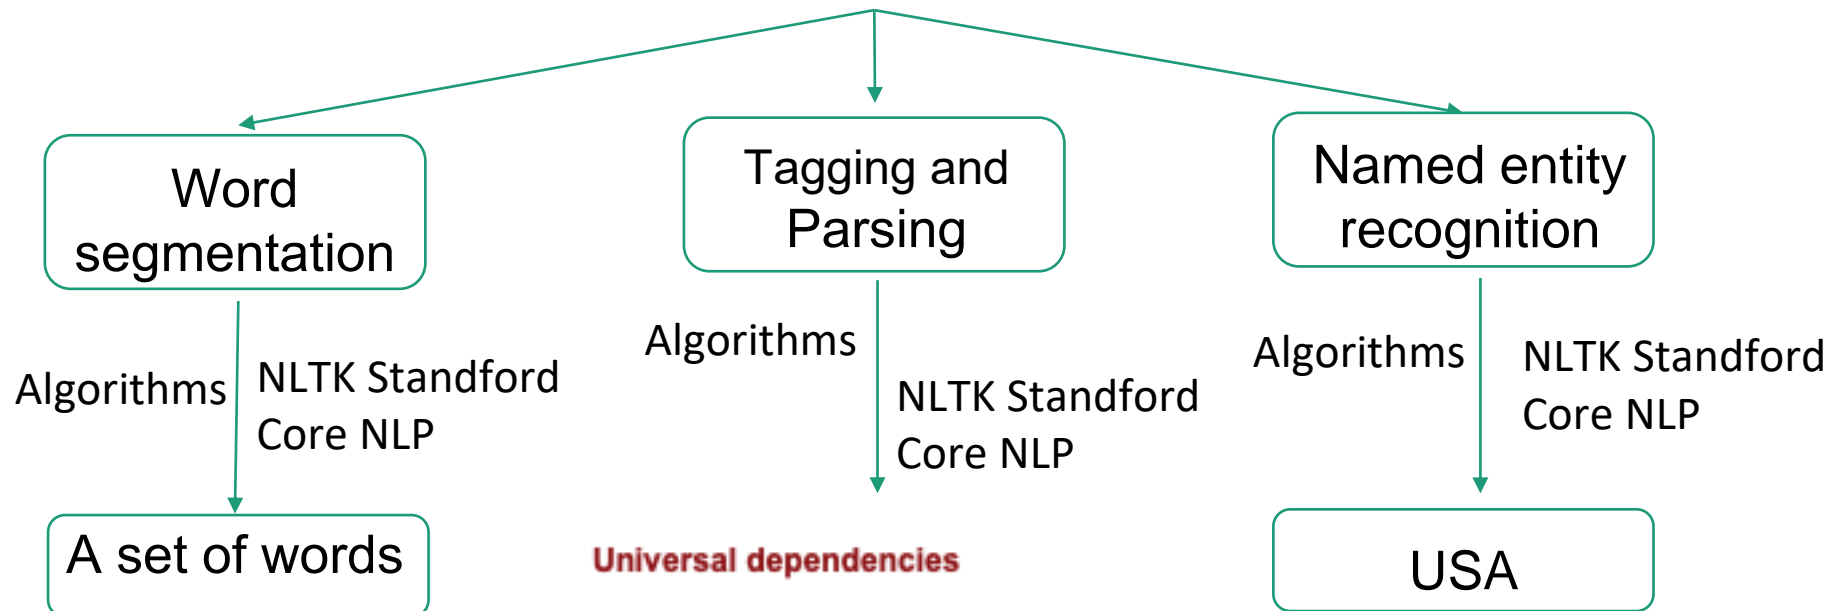 Word
segmentation
Tagging and
Parsing
Named entity
recognition
Algorithms
NLTK Standford
Core NLP
Algorithms
NLTK Standford
Core NLP
Algorithms
NLTK Standford
Core NLP
A set of words
Universal dependencies
USA